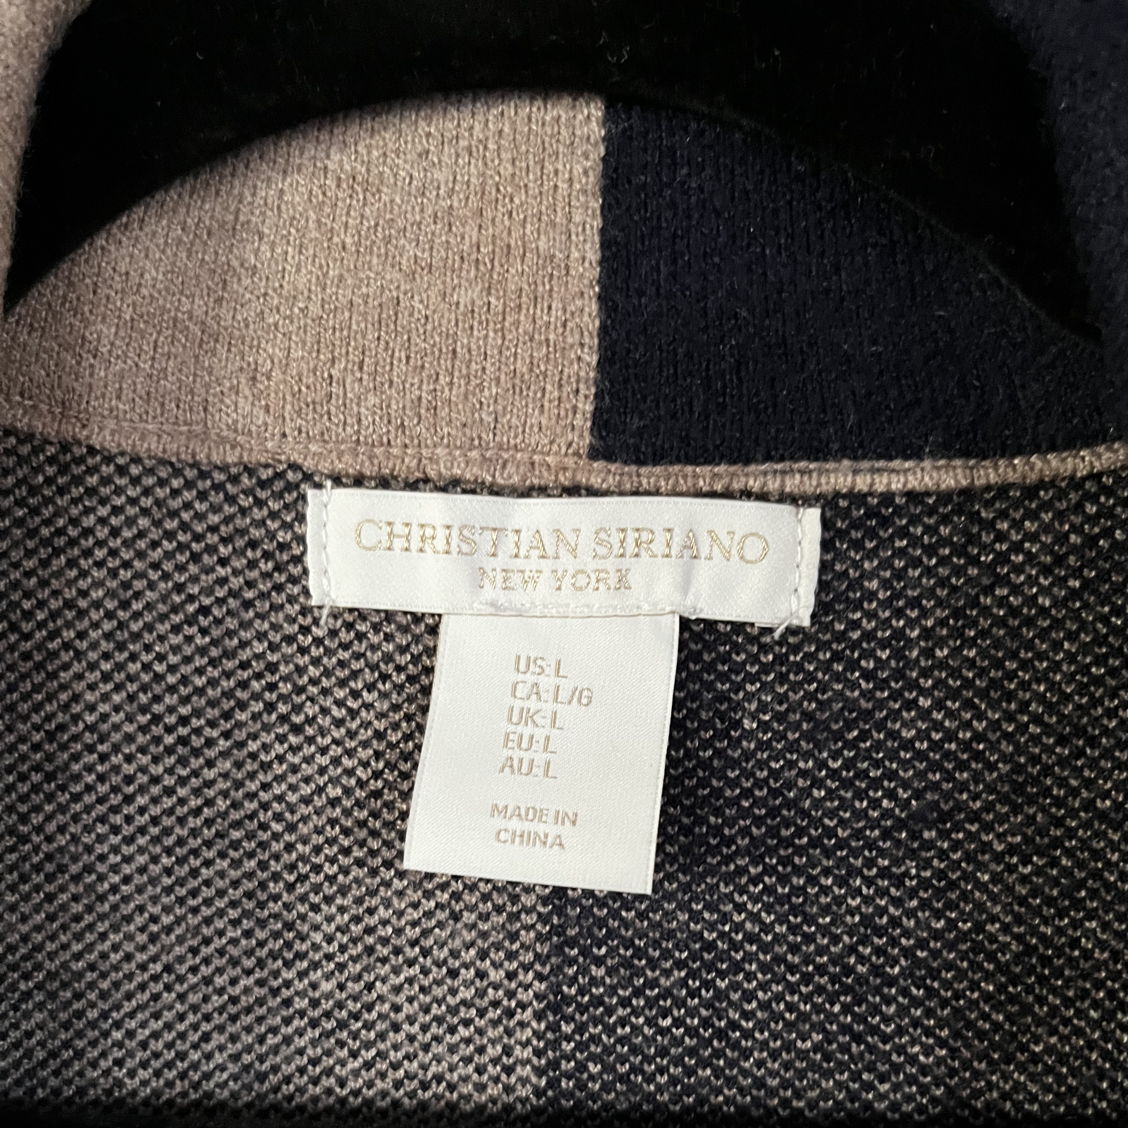 CHRISTIAN SIRIANO
NEW YORK
US: L
CA: L/G
UK: L
EU: L
AU: L
MADE IN
CHINA